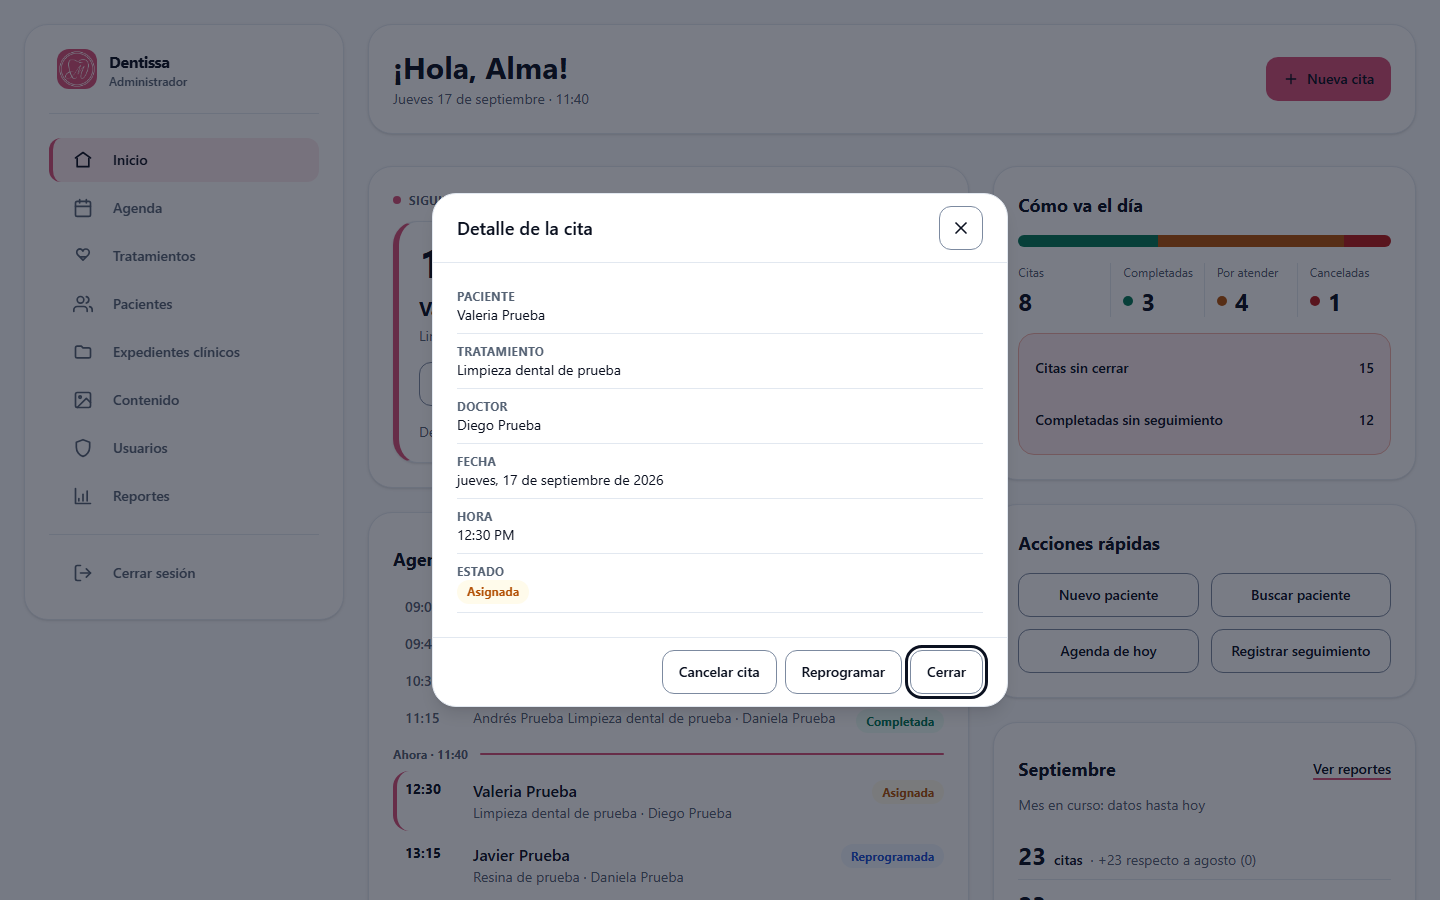 Dentissa
Administrador
Inicio
Agenda
Tratamientos
Pacientes
Expedientes clínicos
Contenido
Usuarios
Reportes
Cerrar sesión
¡Hola, Alma!
Jueves 17 de septiembre · 11:40
+ Nueva cita
Detalle de la cita
PACIENTE
Valeria Prueba
TRATAMIENTO
Limpieza dental de prueba
DOCTOR
Diego Prueba
FECHA
jueves, 17 de septiembre de 2026
HORA
12:30 PM
ESTADO
Asignada
Cancelar cita
Reprogramar
Cerrar
11:15 Andrés Prueba Limpieza dental de prueba · Daniela Prueba Completada
Ahora · 11:40
12:30 Valeria Prueba Asignada
Limpieza dental de prueba · Diego Prueba
13:15 Javier Prueba Reprogramada
Resina de prueba · Daniela Prueba
Cómo va el día
Citas Completadas Por atender Canceladas
8 3 4 1
Citas sin cerrar 15
Completadas sin seguimiento 12
Acciones rápidas
Nuevo paciente
Buscar paciente
Agenda de hoy
Registrar seguimiento
Septiembre Ver reportes
Mes en curso: datos hasta hoy
23 citas · +23 respecto a agosto (0)